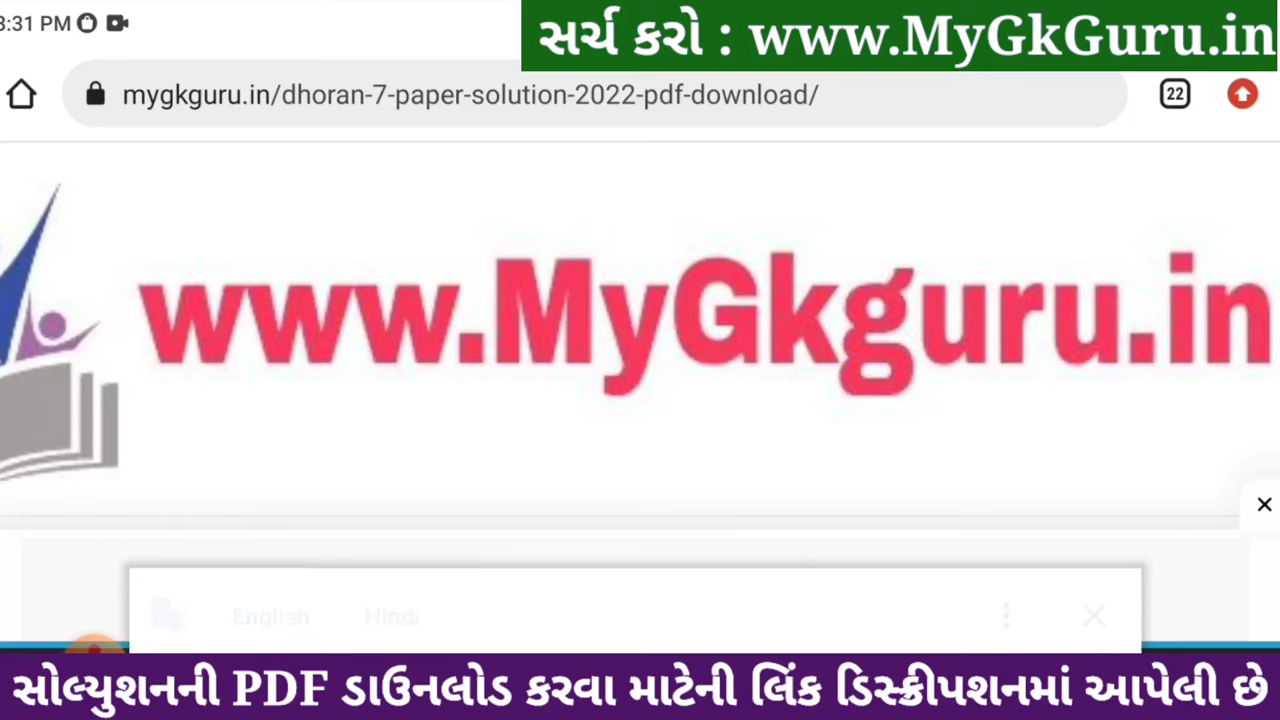 3:31 PM
સર્ચ કરો : www.MyGkGuru.in
mygkguru.in/dhoran-7-paper-solution-2022-pdf-download/
22
www.MyGkguru.in
English Hindi
સોલ્યુશનની PDF ડાઉનલોડ કરવા માટેની લિંક ડિસ્ક્રીપશનમાં આપેલી છે